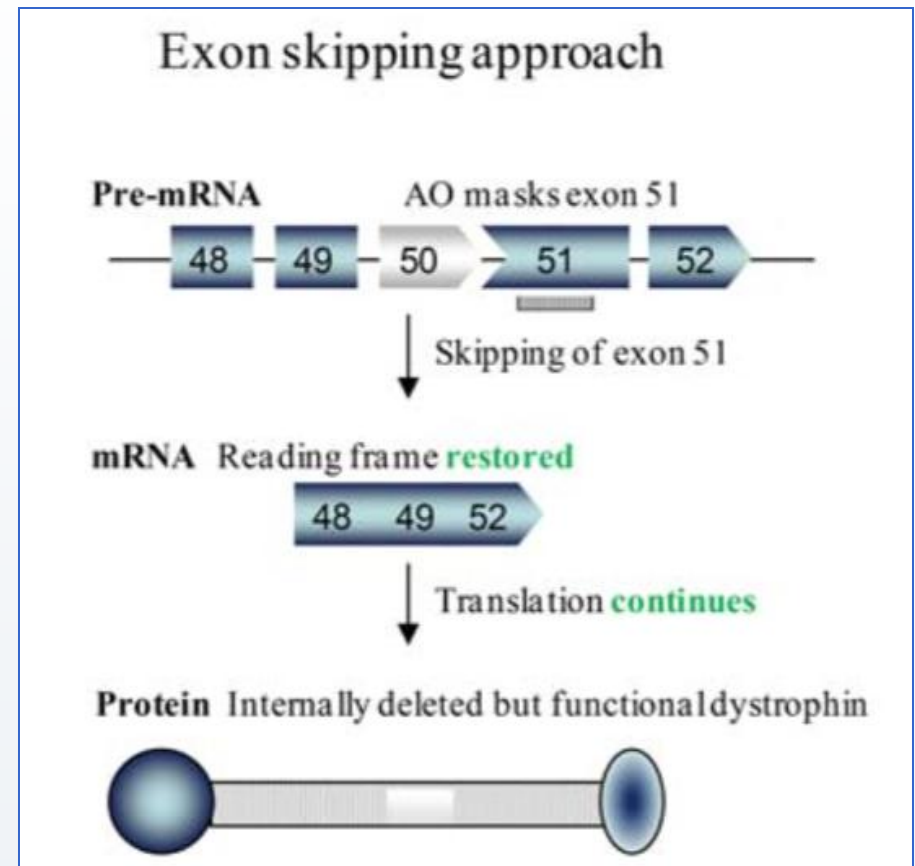 Exon skipping approach
Pre-mRNA AO masks exon 51
48 49 50 51 52
Skipping of exon 51
mRNA Reading frame restored
48 49 52
Translation continues
Protein Internally deleted but functional dystrophin